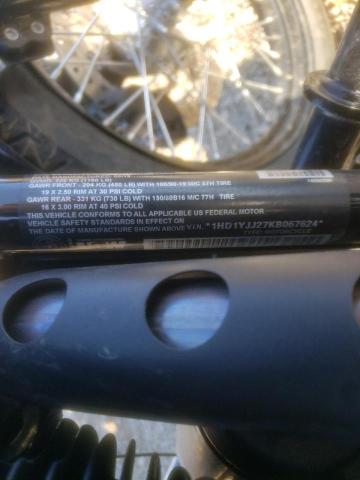 GAWR FRONT - 204 KG (450 LB) WITH 100/90-19 M/C 57H TIRE
19 X 2.50 RIM AT 30 PSI COLD
GAWR REAR - 331 KG (730 LB) WITH 150/80B16 M/C 77H TIRE
16 X 3.00 RIM AT 40 PSI COLD
THIS VEHICLE CONFORMS TO ALL APPLICABLE US FEDERAL MOTOR
VEHICLE SAFETY STANDARDS IN EFFECT ON
THE DATE OF MANUFACTURE SHOWN ABOVE V.I.N. *1HD1YJJ27KB067624*
TYPE: MOTORCYCLE